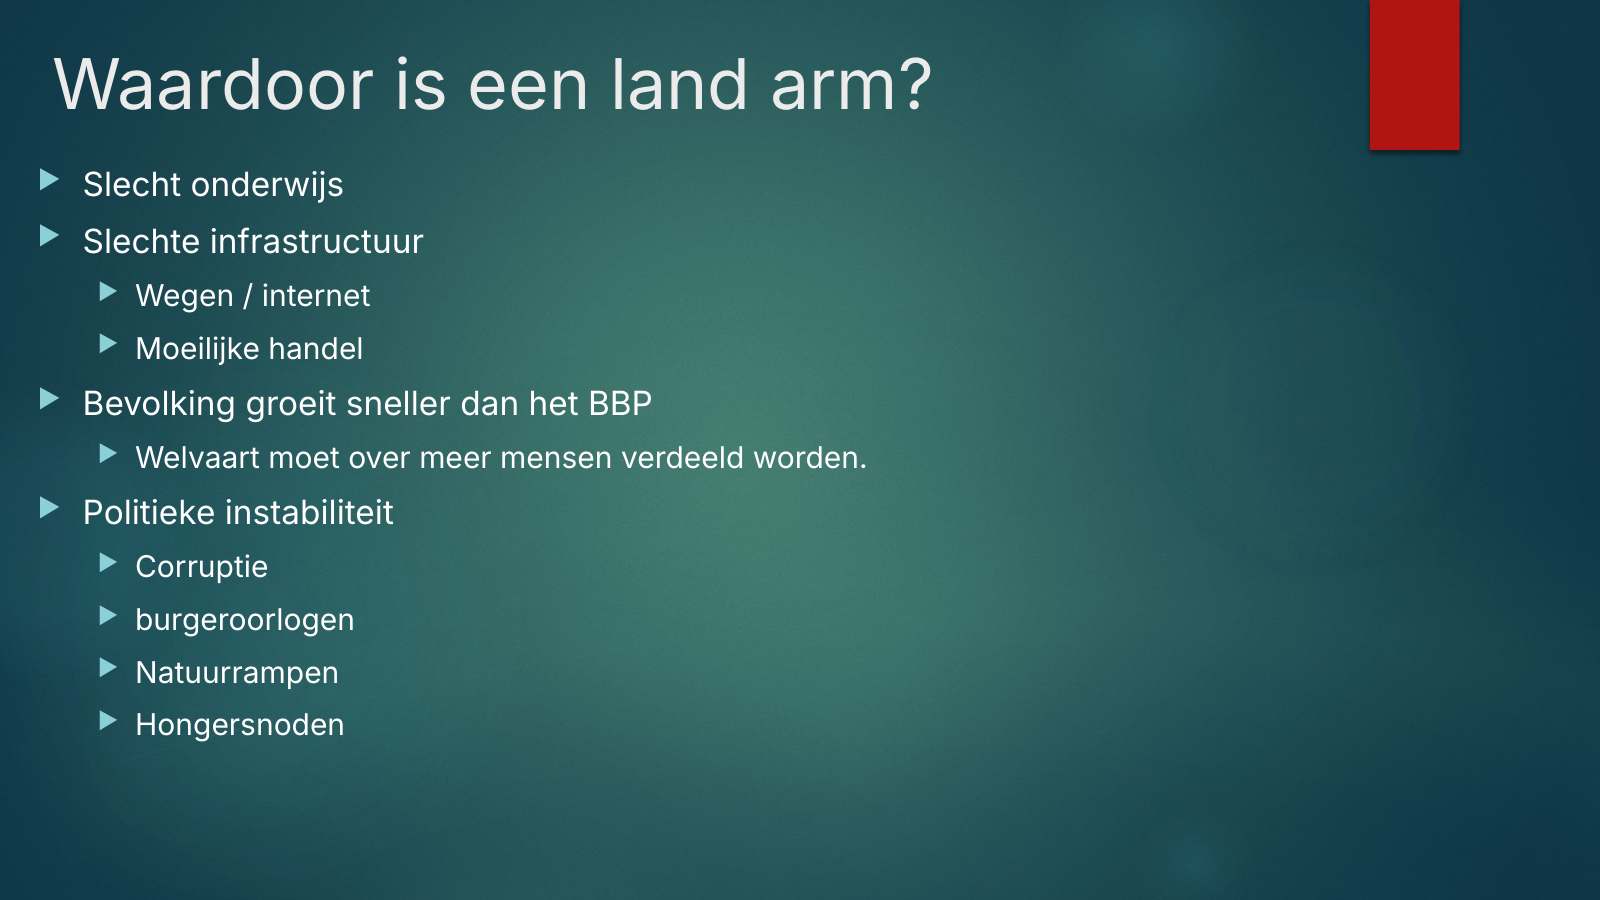 Waardoor is een land arm?
Slecht onderwijs
Slechte infrastructuur
Wegen / internet
Moeilijke handel
Bevolking groeit sneller dan het BBP
Welvaart moet over meer mensen verdeeld worden.
Politieke instabiliteit
Corruptie
burgeroorlogen
Natuurrampen
Hongersnoden